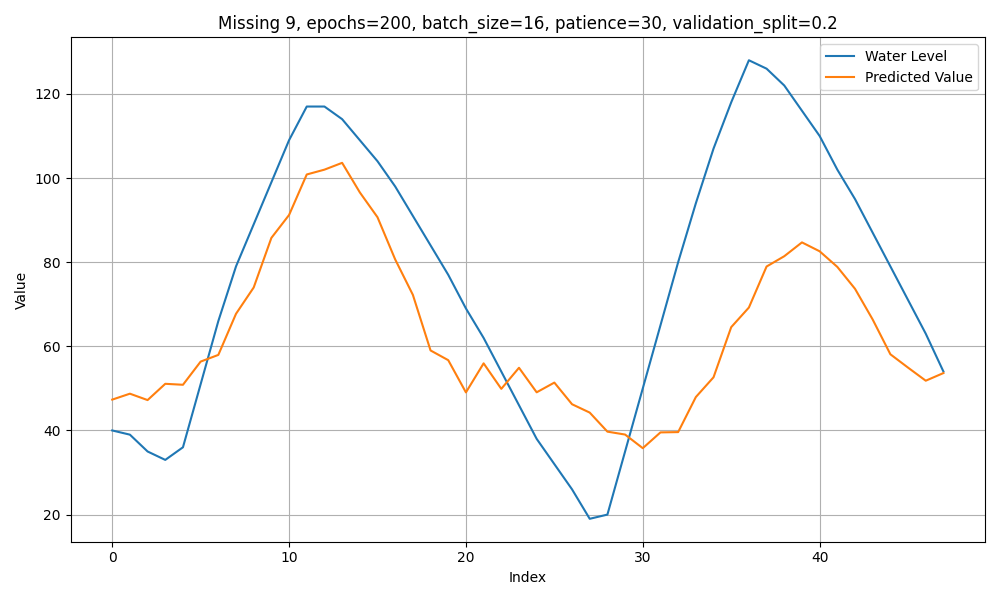 Missing 9, epochs=200, batch_size=16, patience=30, validation_split=0.2
Water Level
Predicted Value
Value
120
100
80
60
40
20
0
10
20
30
40
Index